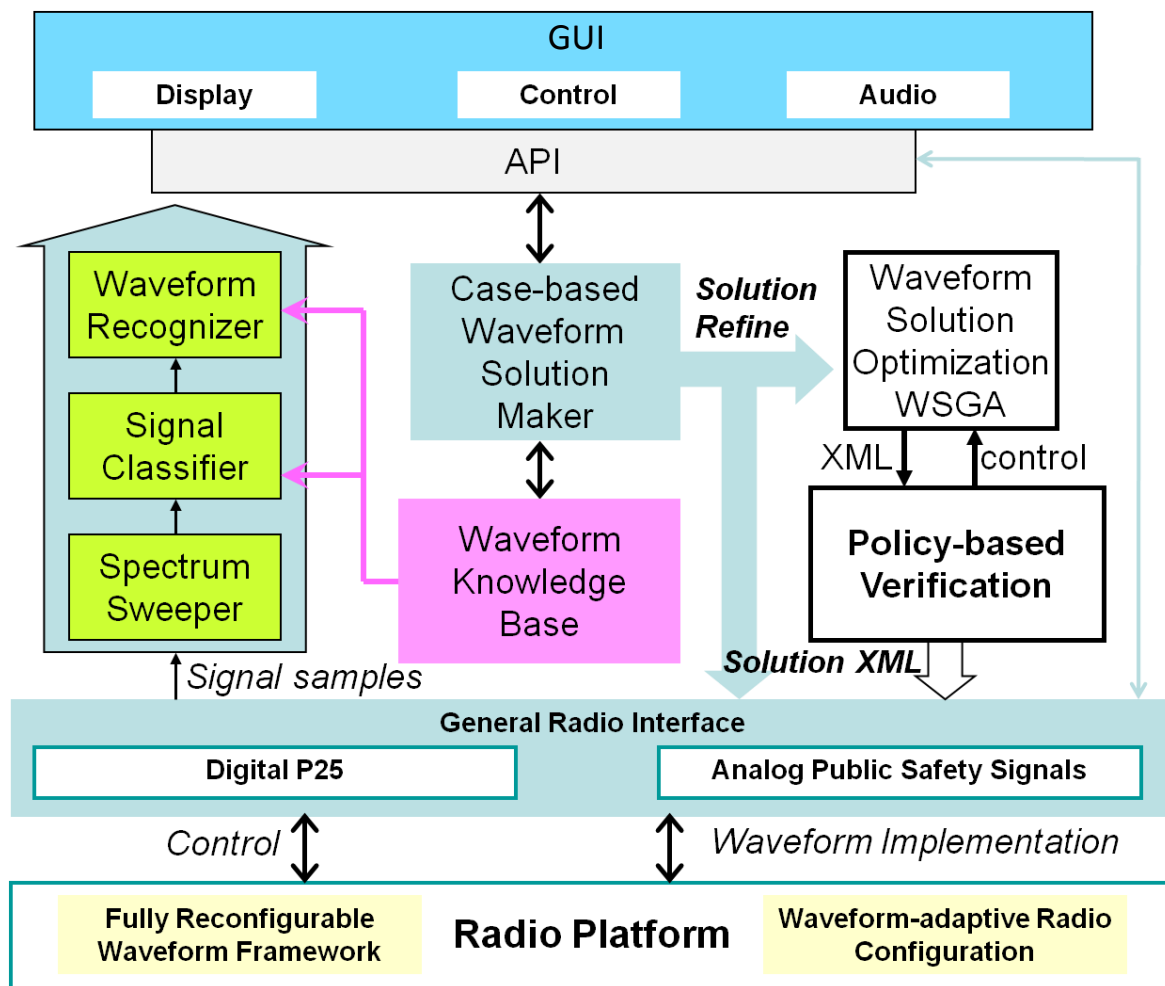 GUI
Display
Control
Audio
API
Waveform
Recognizer
Signal
Classifier
Spectrum
Sweeper
Signal samples
Case-based
Waveform
Solution
Maker
Waveform
Knowledge
Base
Solution
Refine
Waveform
Solution
Optimization
WSGA
XML
control
Policy-based
Verification
Solution XML
General Radio Interface
Digital P25
Analog Public Safety Signals
Control
Waveform Implementation
Fully Reconfigurable
Waveform Framework
Radio Platform
Waveform-adaptive Radio
Configuration